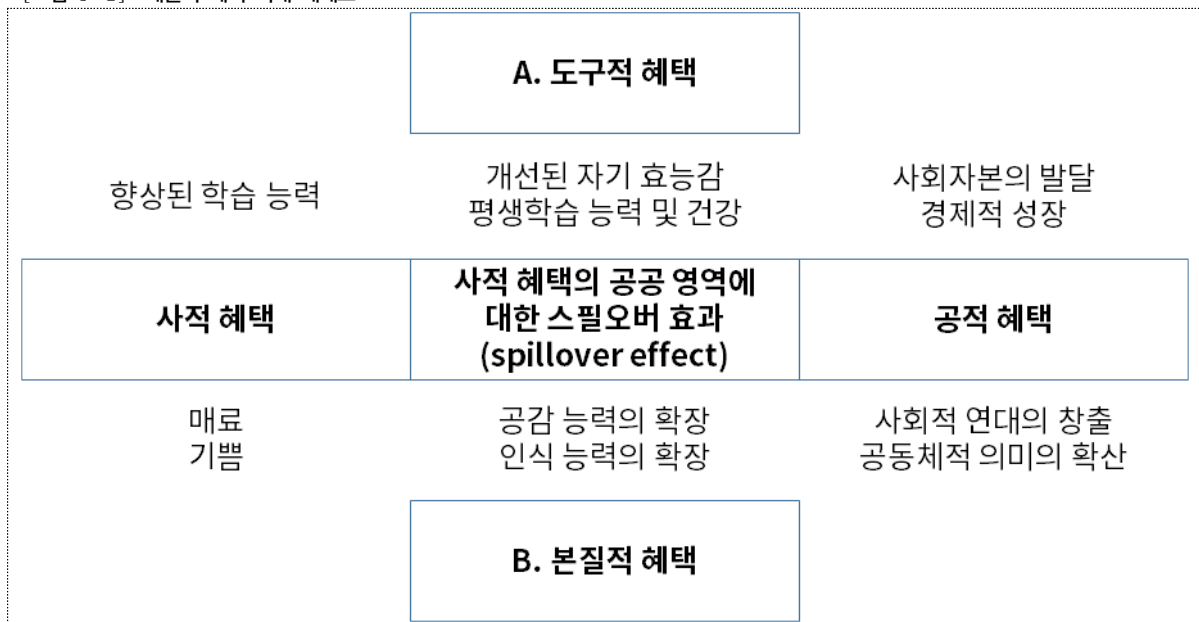 A. 도구적 혜택
향상된 학습 능력
개선된 자기 효능감
평생학습 능력 및 건강
사회자본의 발달
경제적 성장
사적 혜택
사적 혜택의 공공 영역에
대한 스필오버 효과
(spillover effect)
공적 혜택
매료
기쁨
공감 능력의 확장
인식 능력의 확장
사회적 연대의 창출
공동체적 의미의 확산
B. 본질적 혜택